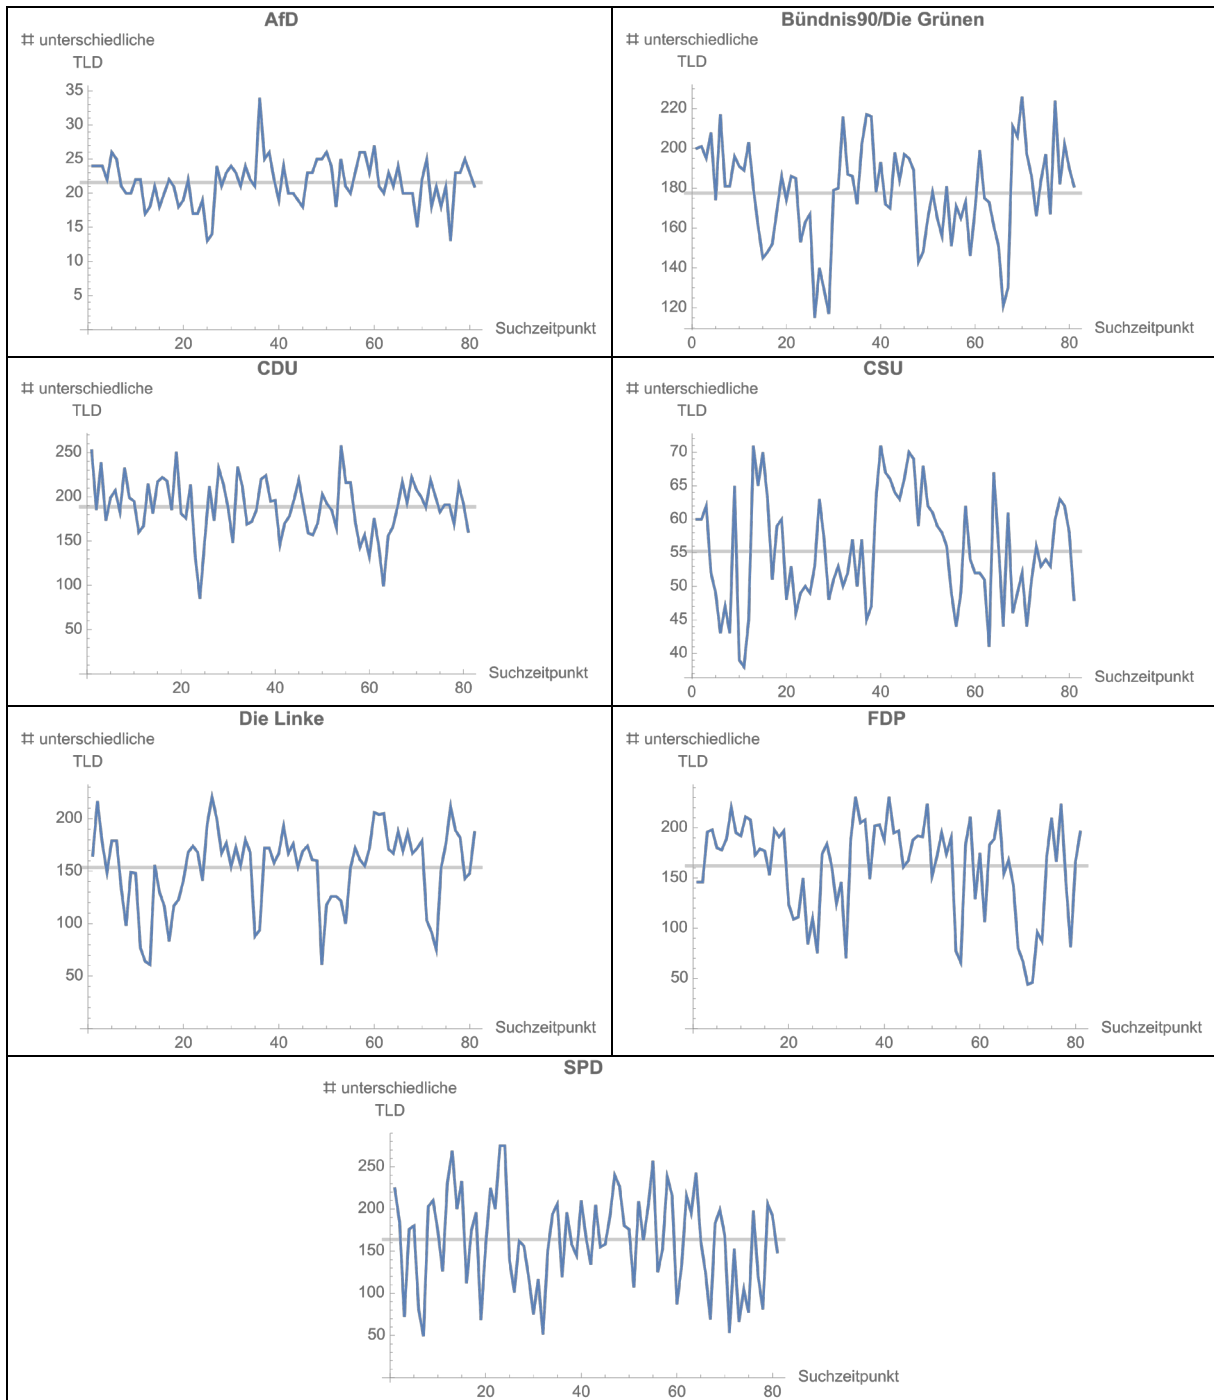 AfD
# unterschiedliche
TLD
35
30
25
20
15
10
5
20
40
60
80
Suchzeitpunkt
Bündnis90/Die Grünen
# unterschiedliche
TLD
220
200
180
160
140
120
0
20
40
60
80
Suchzeitpunkt
CDU
# unterschiedliche
TLD
250
200
150
100
50
20
40
60
80
Suchzeitpunkt
CSU
# unterschiedliche
TLD
70
65
60
55
50
45
40
0
20
40
60
80
Suchzeitpunkt
Die Linke
# unterschiedliche
TLD
200
150
100
50
20
40
60
80
Suchzeitpunkt
FDP
# unterschiedliche
TLD
200
150
100
50
20
40
60
80
Suchzeitpunkt
SPD
# unterschiedliche
TLD
250
200
150
100
50
20
40
60
80
Suchzeitpunkt